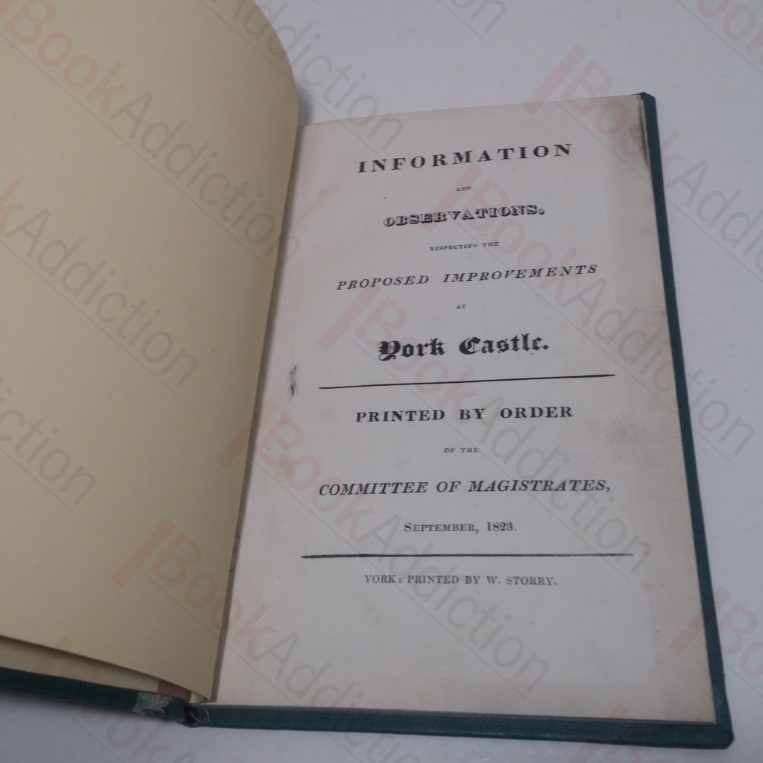 INFORMATION
AND
OBSERVATIONS,
RESPECTING THE
PROPOSED IMPROVEMENTS
AT
York Castle.
PRINTED BY ORDER
OF THE
COMMITTEE OF MAGISTRATES,
SEPTEMBER, 1823.
YORK: PRINTED BY W. STORRY.
BookAddiction